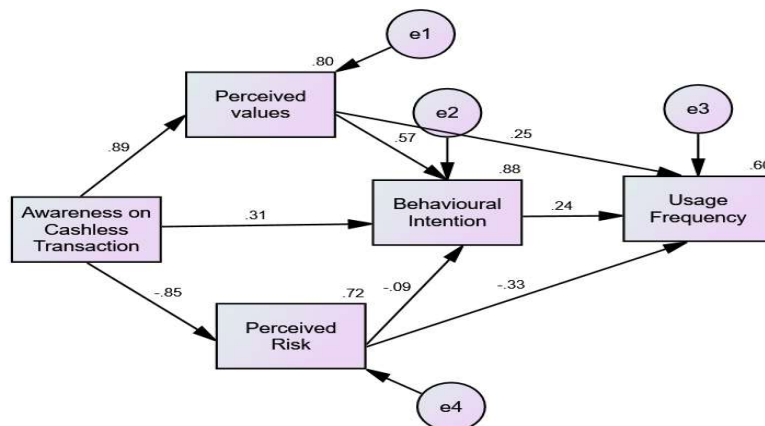 e1
.80
Perceived
values
e2
e3
.89
.57
.25
.88
.60
Awareness on
Cashless
Transaction
.31
Behavioural
Intention
.24
Usage
Frequency
-.85
.72
-.09
-.33
Perceived
Risk
e4